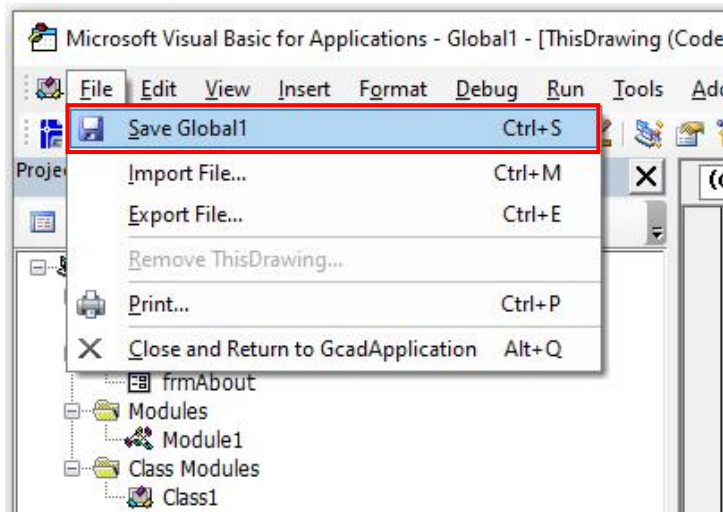 Microsoft Visual Basic for Applications - Global1 - [ThisDrawing (Code
File Edit View Insert Format Debug Run Tools Add
Save Global1 Ctrl+S
Proje
Import File... Ctrl+M
Export File... Ctrl+E
Remove ThisDrawing...
Print... Ctrl+P
Close and Return to GcadApplication Alt+Q
frmAbout
Modules
Module1
Class Modules
Class1